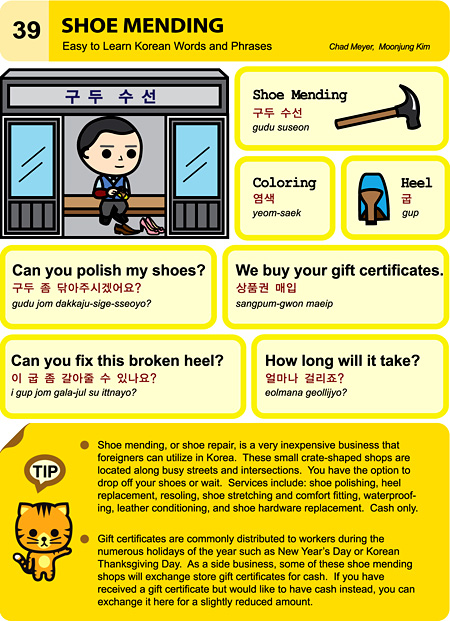 39
SHOE MENDING
Easy to Learn Korean Words and Phrases
Chad Meyer, Moonjung Kim
구두 수선
Shoe Mending
구두 수선
gudu suseon
Coloring
염색
yeom-saek
Heel
굽
gup
Can you polish my shoes?
구두 좀 닦아주시겠어요?
gudu jom dakkaju-sige-sseoyo?
We buy your gift certificates.
상품권 매입
sangpum-gwon maeip
Can you fix this broken heel?
이 굽 좀 갈아줄 수 있나요?
i gup jom gala-jul su ittnayo?
How long will it take?
얼마나 걸리죠?
eolmana geollijyo?
TIP
Shoe mending, or shoe repair, is a very inexpensive business that
foreigners can utilize in Korea. These small crate-shaped shops are
located along busy streets and intersections. You have the option to
drop off your shoes or wait. Services include: shoe polishing, heel
replacement, resoling, shoe stretching and comfort fitting, waterproof-
ing, leather conditioning, and shoe hardware replacement. Cash only.
Gift certificates are commonly distributed to workers during the
numerous holidays of the year such as New Year's Day or Korean
Thanksgiving Day. As a side business, some of these shoe mending
shops will exchange store gift certificates for cash. If you have
received a gift certificate but would like to have cash instead, you can
exchange it here for a slightly reduced amount.